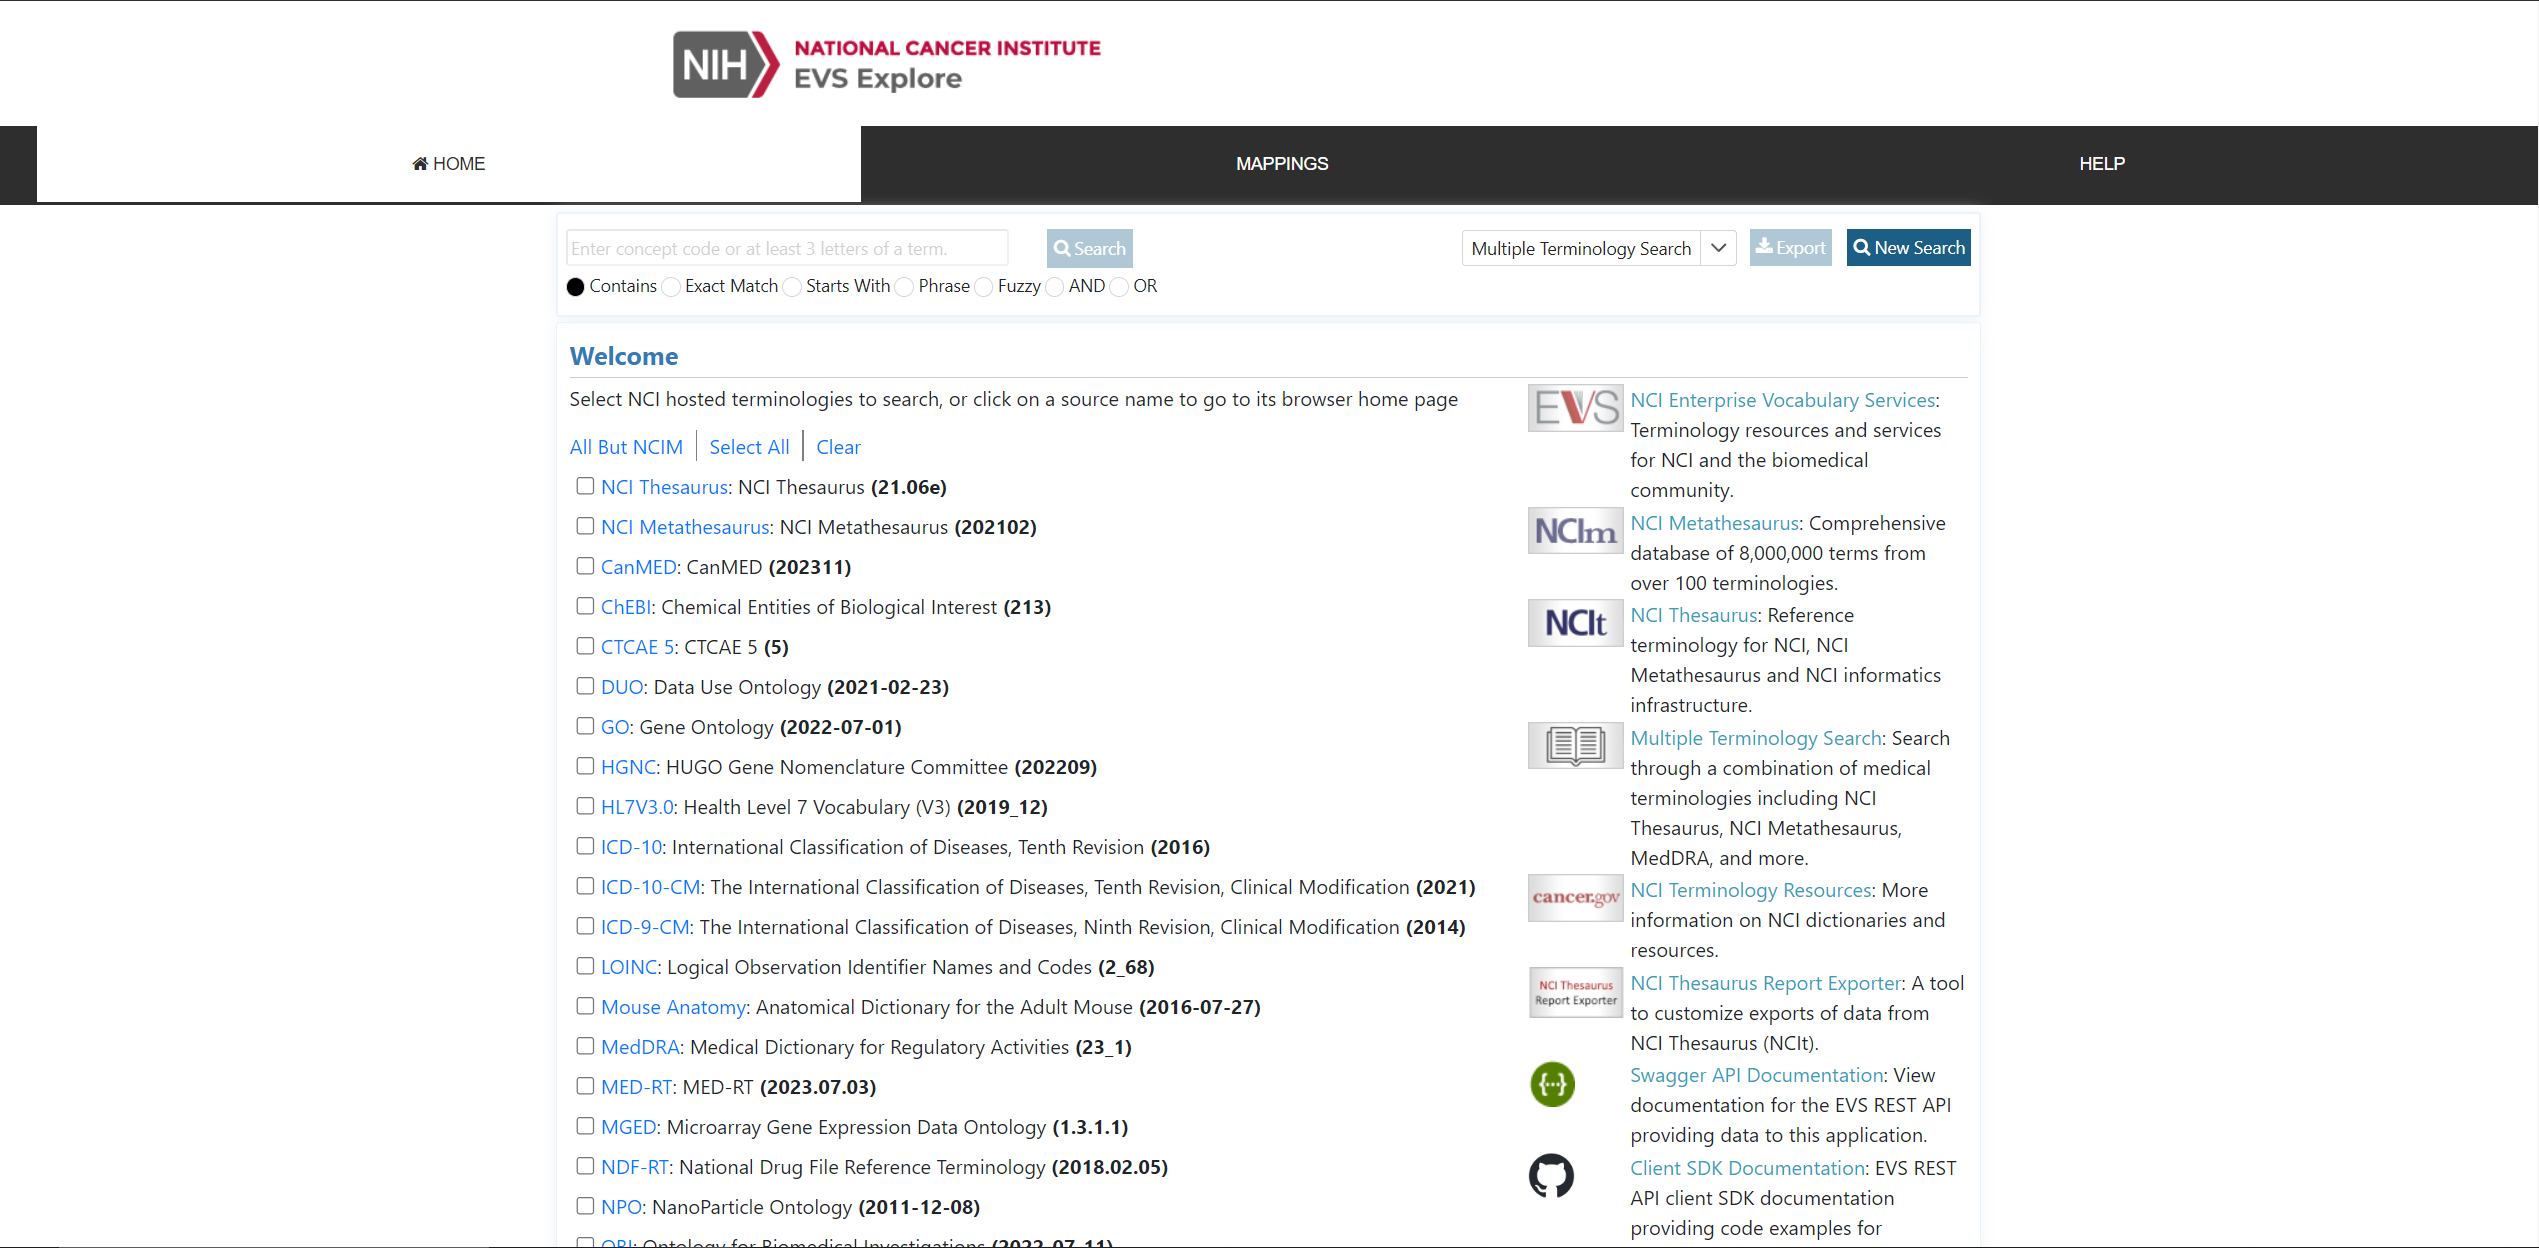 NIH
NATIONAL CANCER INSTITUTE
EVS Explore
HOME
MAPPINGS
HELP
Enter concept code or at least 3 letters of a term.
Search
Multiple Terminology Search
Export
New Search
Contains Exact Match Starts With Phrase Fuzzy AND OR
Welcome
Select NCI hosted terminologies to search, or click on a source name to go to its browser home page
All But NCIM Select All Clear
NCI Thesaurus: NCI Thesaurus (21.06e)
NCI Metathesaurus: NCI Metathesaurus (202102)
CanMED: CanMED (202311)
ChEBI: Chemical Entities of Biological Interest (213)
CTCAE 5: CTCAE 5 (5)
DUO: Data Use Ontology (2021-02-23)
GO: Gene Ontology (2022-07-01)
HGNC: HUGO Gene Nomenclature Committee (202209)
HL7V3.0: Health Level 7 Vocabulary (V3) (2019_12)
ICD-10: International Classification of Diseases, Tenth Revision (2016)
ICD-10-CM: The International Classification of Diseases, Tenth Revision, Clinical Modification (2021)
ICD-9-CM: The International Classification of Diseases, Ninth Revision, Clinical Modification (2014)
LOINC: Logical Observation Identifier Names and Codes (2_68)
Mouse Anatomy: Anatomical Dictionary for the Adult Mouse (2016-07-27)
MedDRA: Medical Dictionary for Regulatory Activities (23_1)
MED-RT: MED-RT (2023.07.03)
MGED: Microarray Gene Expression Data Ontology (1.3.1.1)
NDF-RT: National Drug File Reference Terminology (2018.02.05)
NPO: NanoParticle Ontology (2011-12-08)
OBI: Ontology for Biomedical Investigations (2022-07-11)
EVS
NCI Enterprise Vocabulary Services:
Terminology resources and services
for NCI and the biomedical
community.
NCIm
NCI Metathesaurus: Comprehensive
database of 8,000,000 terms from
over 100 terminologies.
NCIt
NCI Thesaurus: Reference
terminology for NCI, NCI
Metathesaurus and NCI informatics
infrastructure.
Multiple Terminology Search: Search
through a combination of medical
terminologies including NCI
Thesaurus, NCI Metathesaurus,
MedDRA, and more.
cancer.gov
NCI Terminology Resources: More
information on NCI dictionaries and
resources.
NCI Thesaurus
Report Exporter
NCI Thesaurus Report Exporter: A tool
to customize exports of data from
NCI Thesaurus (NCIt).
{···}
Swagger API Documentation: View
documentation for the EVS REST API
providing data to this application.
Client SDK Documentation: EVS REST
API client SDK documentation
providing code examples for